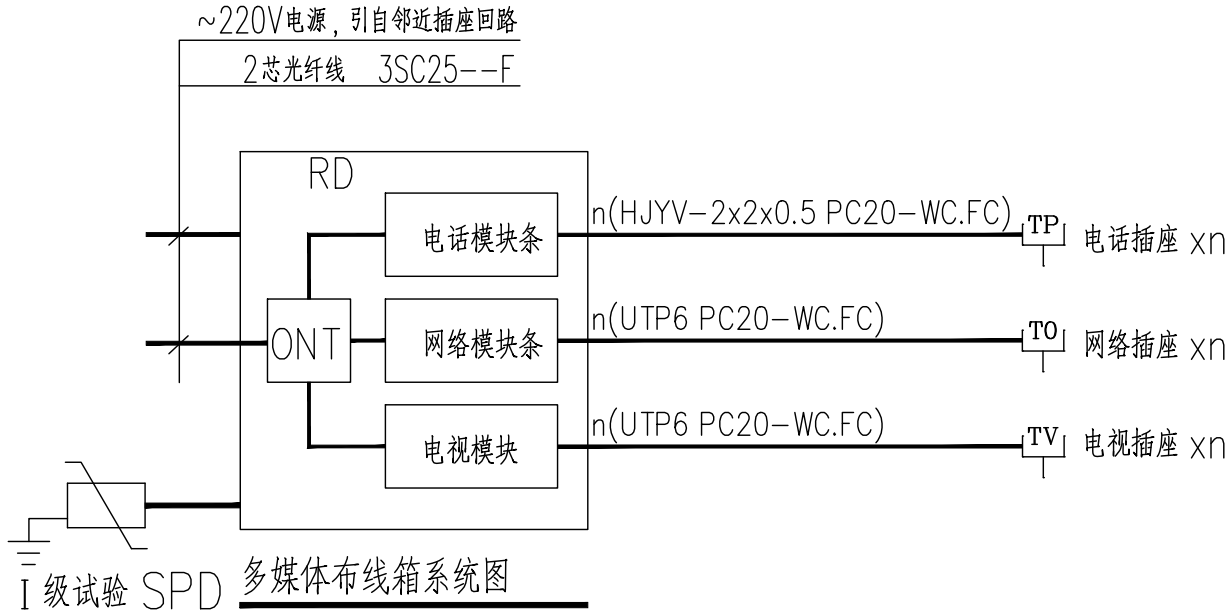 ~220V电源, 引自邻近插座回路
2芯光纤线 3SC25--F
RD
电话模块条
n(HJYV-2x2x0.5 PC20-WC.FC)
TP
电话插座 xn
ONT
网络模块条
n(UTP6 PC20-WC.FC)
TO
网络插座 xn
电视模块
n(UTP6 PC20-WC.FC)
TV
电视插座 xn
I级试验 SPD
多媒体布线箱系统图